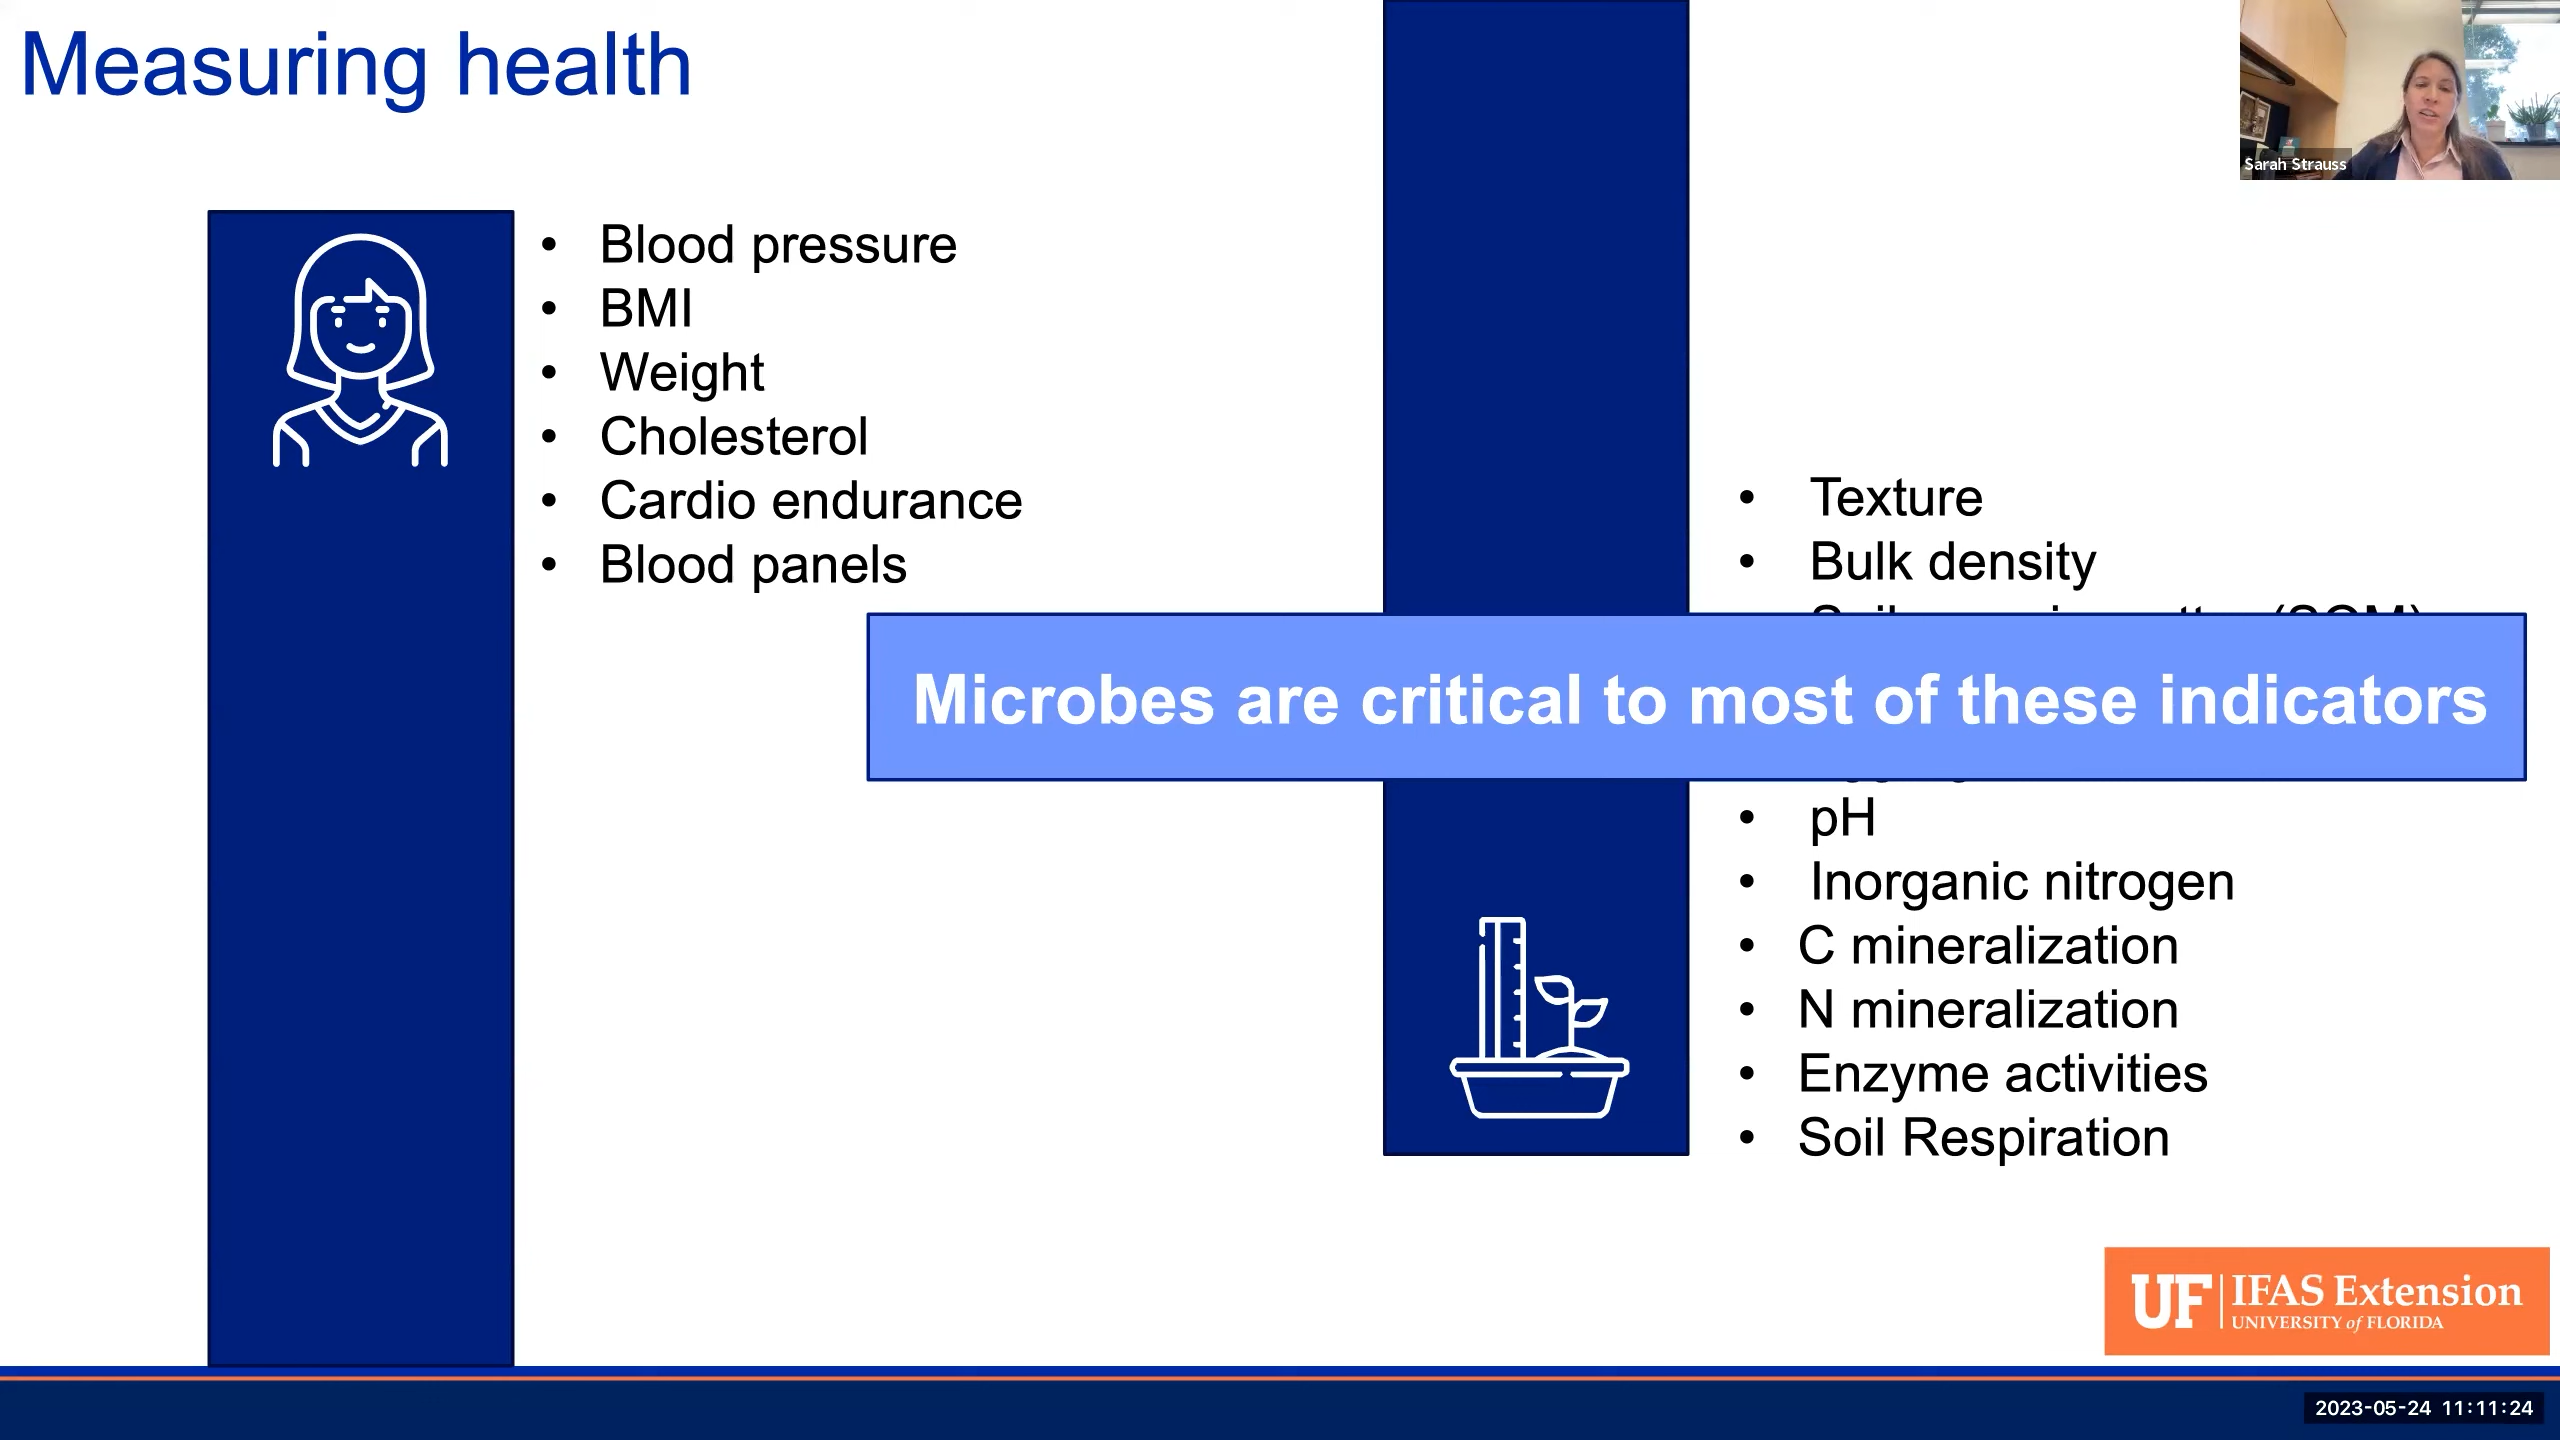 Measuring health
Sarah Strauss
• Blood pressure
• BMI
• Weight
• Cholesterol
• Cardio endurance
• Blood panels
• Texture
• Bulk density
(SOM)
Microbes are critical to most of these indicators
• pH
• Inorganic nitrogen
• C mineralization
• N mineralization
• Enzyme activities
• Soil Respiration
UF IFAS Extension
UNIVERSITY of FLORIDA
2023-05-24 11:11:24